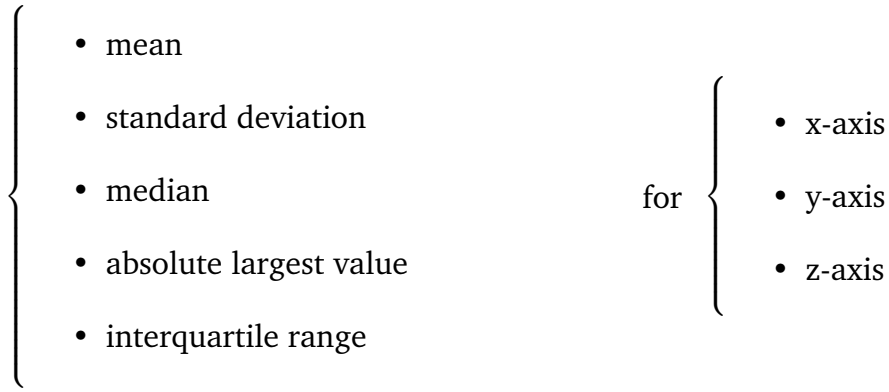 • mean
• standard deviation
• median
• absolute largest value
• interquartile range
for
• x-axis
• y-axis
• z-axis